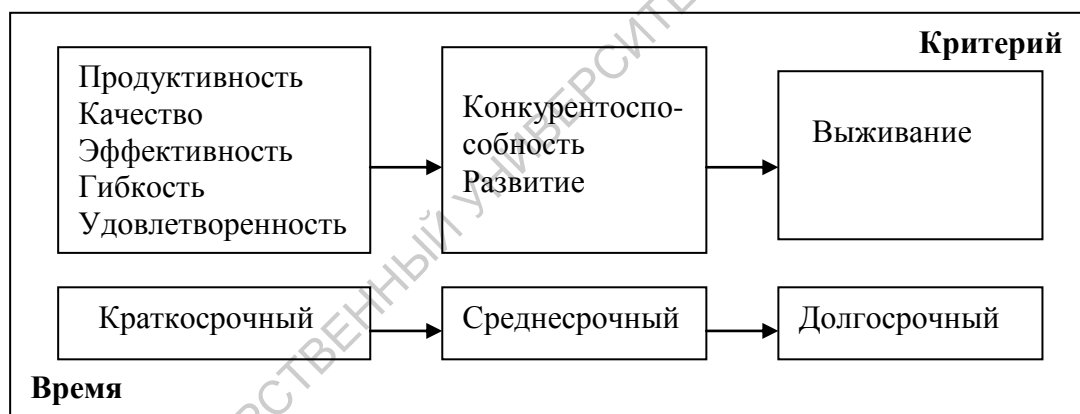 Критерий
Продуктивность
Качество
Эффективность
Гибкость
Удовлетворенность
Конкурентоспо-
собность
Развитие
Выживание
Краткосрочный
Среднесрочный
Долгосрочный
Время